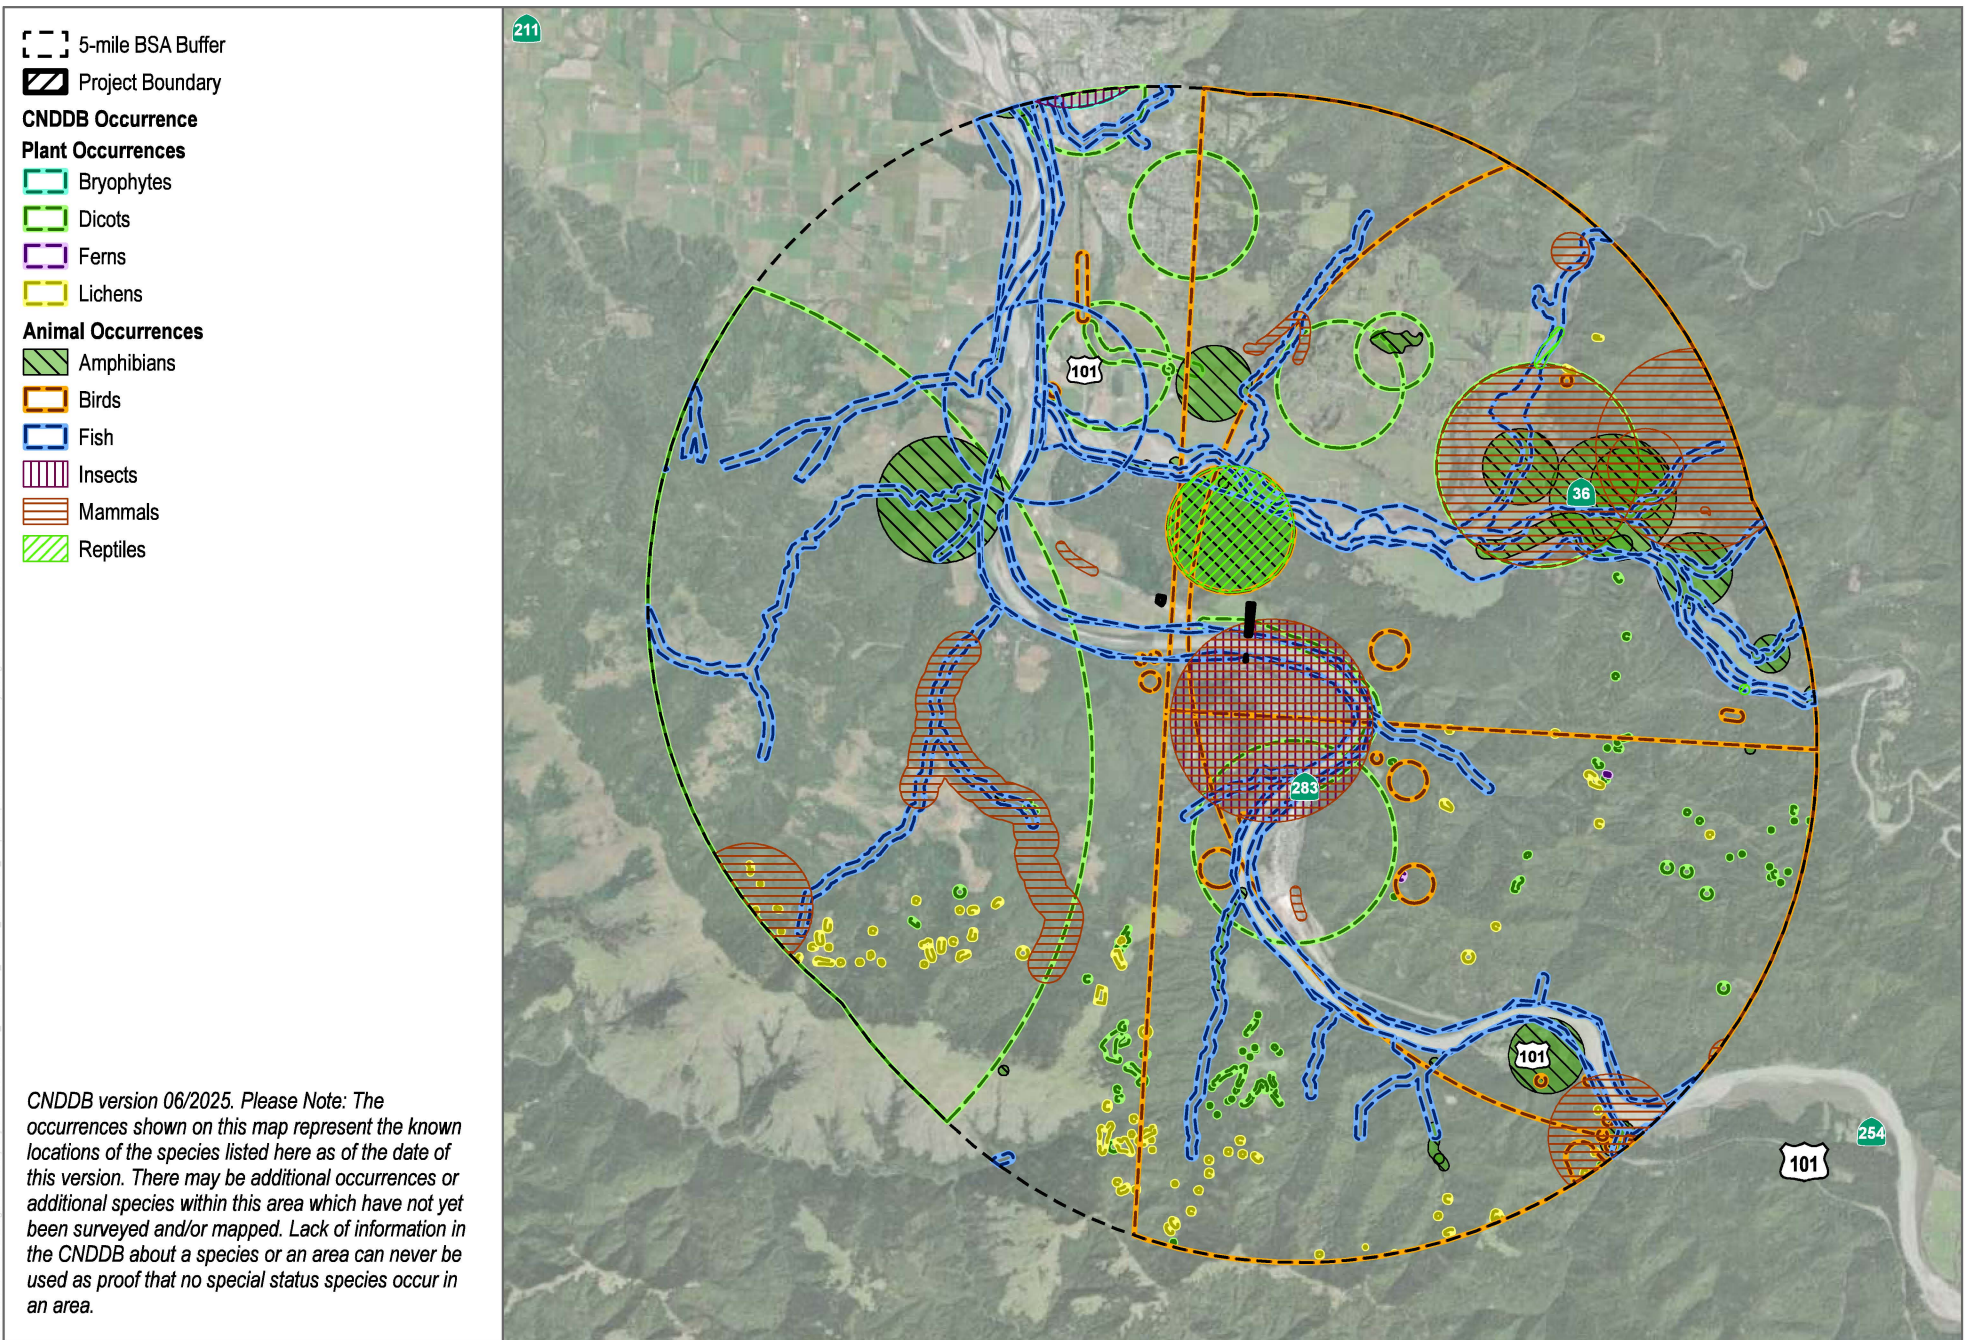 5-mile BSA Buffer
Project Boundary
CNDDB Occurrence
Plant Occurrences
Bryophytes
Dicots
Ferns
Lichens
Animal Occurrences
Amphibians
Birds
Fish
Insects
Mammals
Reptiles
CNDDB version 06/2025. Please Note: The
occurrences shown on this map represent the known
locations of the species listed here as of the date of
this version. There may be additional occurrences or
additional species within this area which have not yet
been surveyed and/or mapped. Lack of information in
the CNDDB about a species or an area can never be
used as proof that no special status species occur in
an area.
211
101
36
283
101
254
101